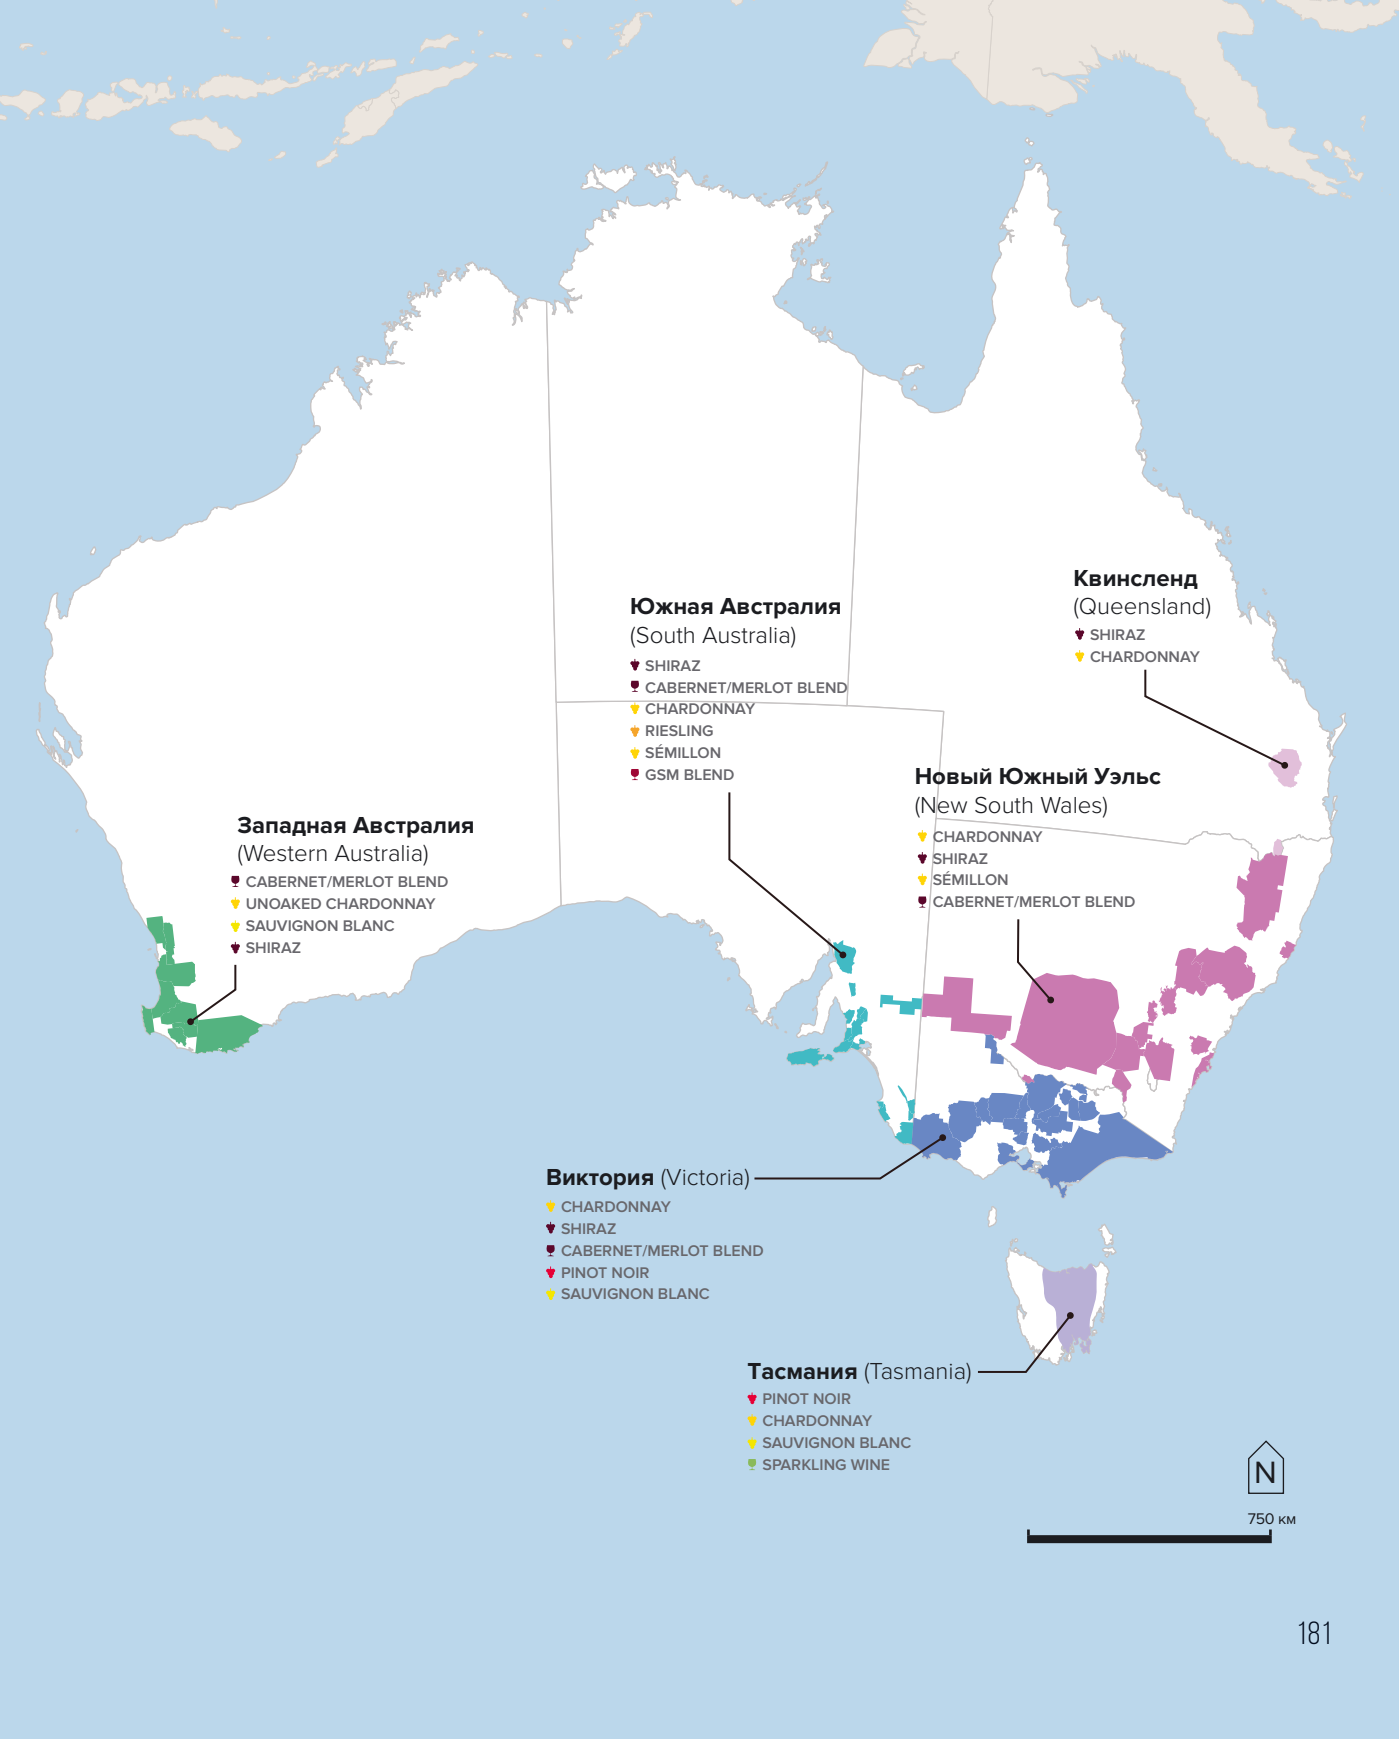 Квинсленд
(Queensland)
SHIRAZ
CHARDONNAY
Южная Австралия
(South Australia)
SHIRAZ
CABERNET/MERLOT BLEND
CHARDONNAY
RIESLING
SÉMILLON
GSM BLEND
Новый Южный Уэльс
(New South Wales)
CHARDONNAY
SHIRAZ
SÉMILLON
CABERNET/MERLOT BLEND
Западная Австралия
(Western Australia)
CABERNET/MERLOT BLEND
UNOAKED CHARDONNAY
SAUVIGNON BLANC
SHIRAZ
Виктория (Victoria)
CHARDONNAY
SHIRAZ
CABERNET/MERLOT BLEND
PINOT NOIR
SAUVIGNON BLANC
Тасмания (Tasmania)
PINOT NOIR
CHARDONNAY
SAUVIGNON BLANC
SPARKLING WINE
N
750 км
181